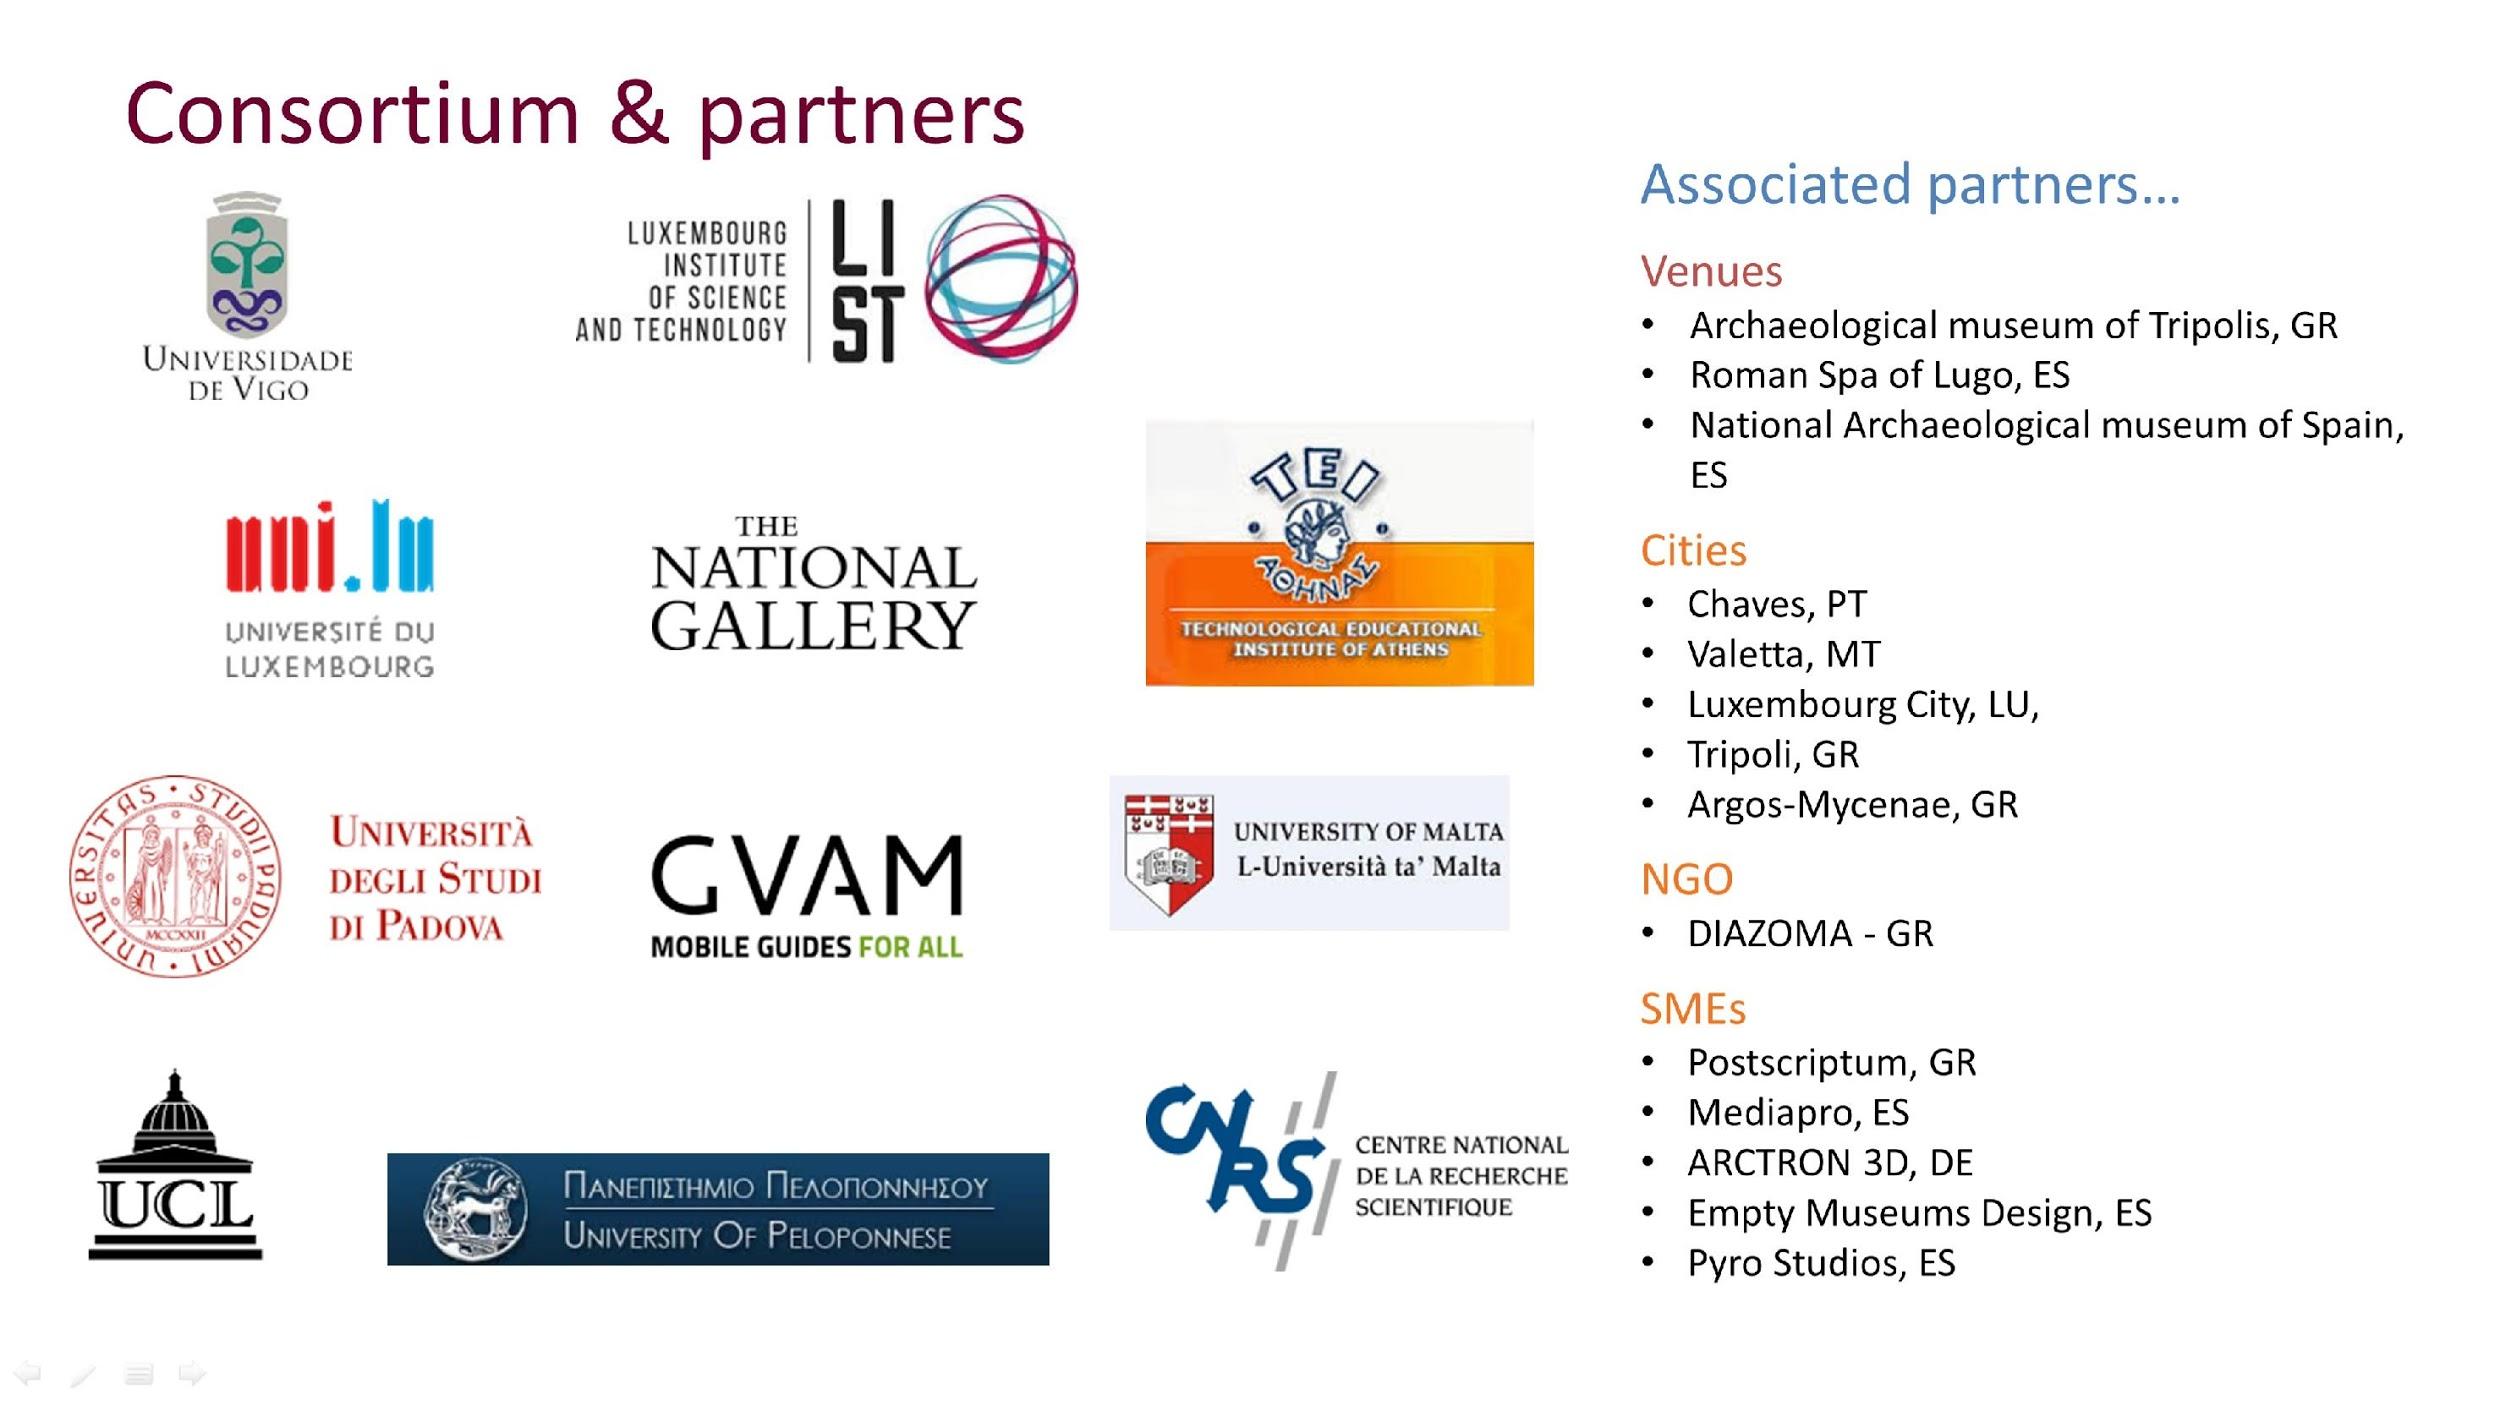 Consortium & partners
UNIVERSIDADE
DE VIGO
LUXEMBOURG
INSTITUTE
OF SCIENCE
AND TECHNOLOGY
LI
ST
uni.lu
UNIVERSITÉ DU
LUXEMBOURG
THE
NATIONAL
GALLERY
TEI
ΑΘΗΝΑΣ
TECHNOLOGICAL EDUCATIONAL
INSTITUTE OF ATHENS
UNIVERSITAS • STUDII PADUANI •
MCCXXII
UNIVERSITÀ
DEGLI STUDI
DI PADOVA
GVAM
MOBILE GUIDES FOR ALL
UNIVERSITY OF MALTA
L-Università ta' Malta
UCL
ΠΑΝΕΠΙΣΤΗΜΙΟ ΠΕΛΟΠΟΝΝΗΣΟΥ
UNIVERSITY OF PELOPONNESE
CNRS
CENTRE NATIONAL
DE LA RECHERCHE
SCIENTIFIQUE
Associated partners...
Venues
• Archaeological museum of Tripolis, GR
• Roman Spa of Lugo, ES
• National Archaeological museum of Spain,
ES
Cities
• Chaves, PT
• Valetta, MT
• Luxembourg City, LU,
• Tripoli, GR
• Argos-Mycenae, GR
NGO
• DIAZOMA - GR
SMEs
• Postscriptum, GR
• Mediapro, ES
• ARCTRON 3D, DE
• Empty Museums Design, ES
• Pyro Studios, ES